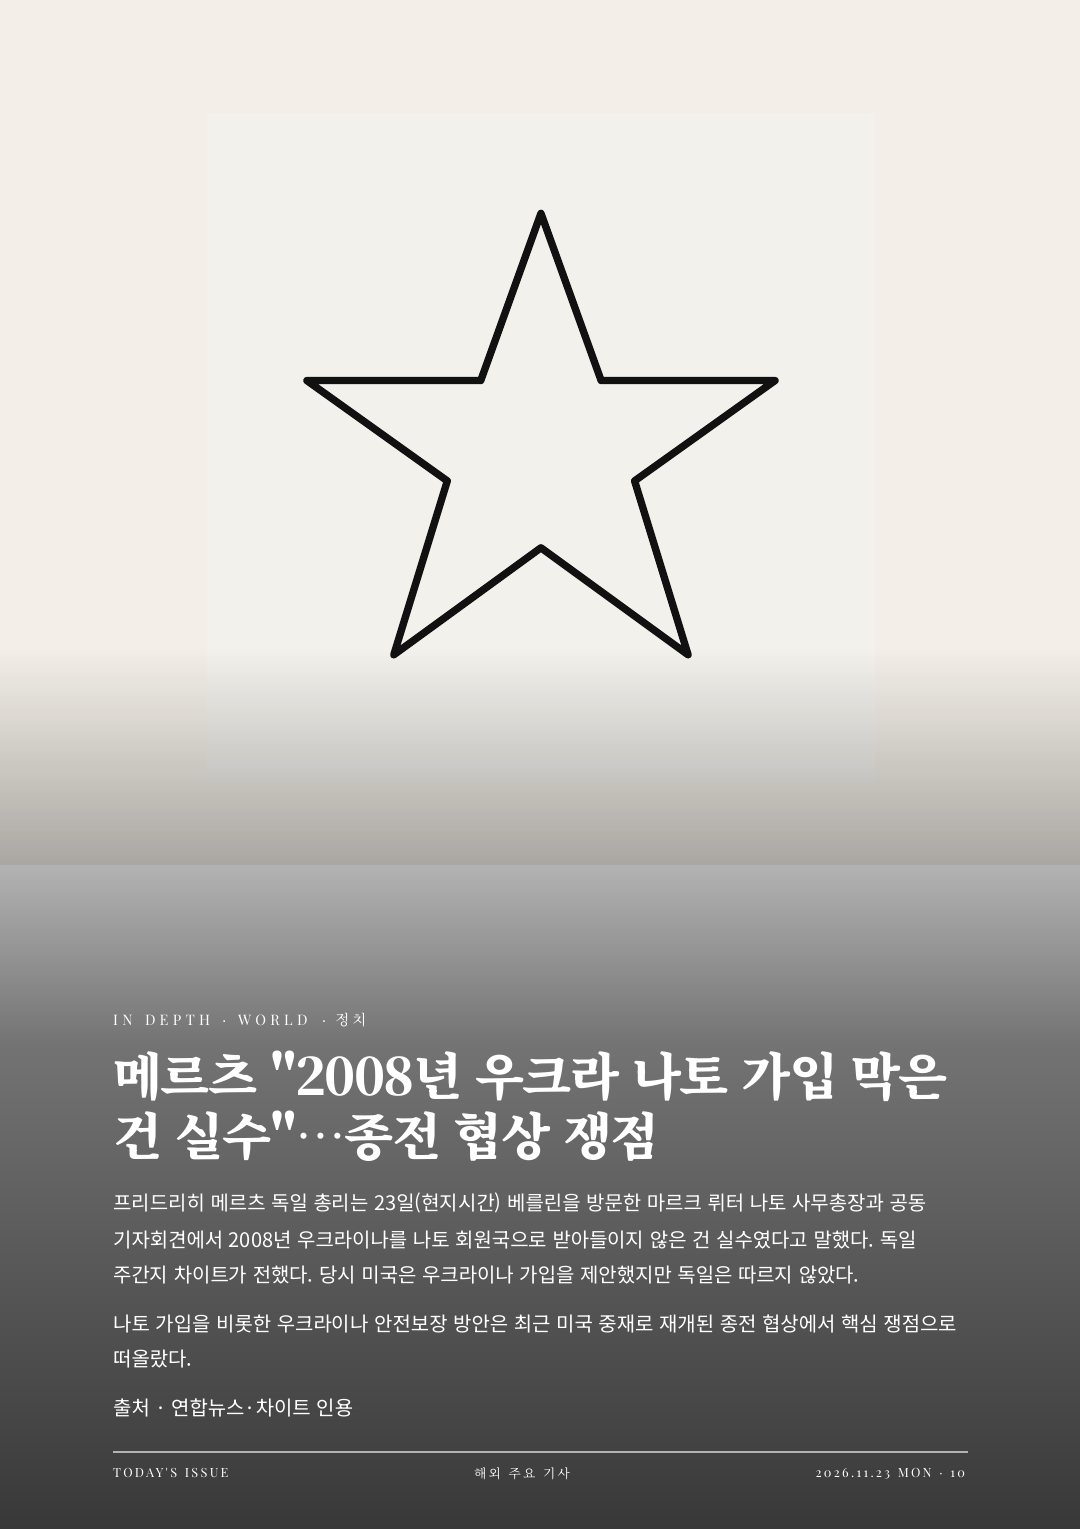 IN DEPTH · WORLD · 정치
메르츠 "2008년 우크라 나토 가입 막은
건 실수"…종전 협상 쟁점
프리드리히 메르츠 독일 총리는 23일(현지시간) 베를린을 방문한 마르크 뤼터 나토 사무총장과 공동
기자회견에서 2008년 우크라이나를 나토 회원국으로 받아들이지 않은 건 실수였다고 말했다. 독일
주간지 차이트가 전했다. 당시 미국은 우크라이나 가입을 제안했지만 독일은 따르지 않았다.
나토 가입을 비롯한 우크라이나 안전보장 방안은 최근 미국 중재로 재개된 종전 협상에서 핵심 쟁점으로
떠올랐다.
출처 · 연합뉴스·차이트 인용
TODAY'S ISSUE
해외 주요 기사
2026.11.23 MON · 10